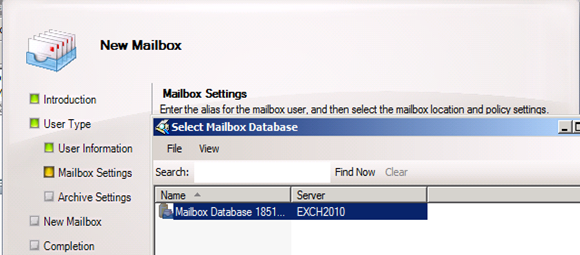 New Mailbox
Introduction
User Type
User Information
Mailbox Settings
Archive Settings
New Mailbox
Completion
Mailbox Settings
Enter the alias for the mailbox user, and then select the mailbox location and policy settings.
Select Mailbox Database
File View
Search: Find Now Clear
Name Server
Mailbox Database 1851... EXCH2010